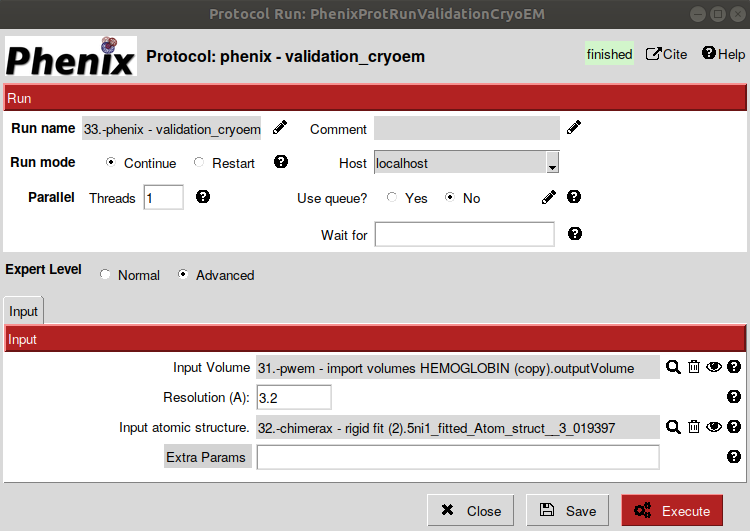 Protocol Run: PhenixProtRunValidationCryoEM
Phenix Protocol: phenix - validation_cryoem finished Cite Help
Run
Run name 33.-phenix - validation_cryoem Comment
Run mode Continue Restart Host localhost
Parallel Threads 1 Use queue? Yes No
Wait for
Expert Level Normal Advanced
Input
Input
Input Volume 31.-pwem - import volumes HEMOGLOBIN (copy).outputVolume
Resolution (A): 3.2
Input atomic structure. 32.-chimerax - rigid fit (2).5ni1_fitted_Atom_struct__3_019397
Extra Params
Close Save Execute